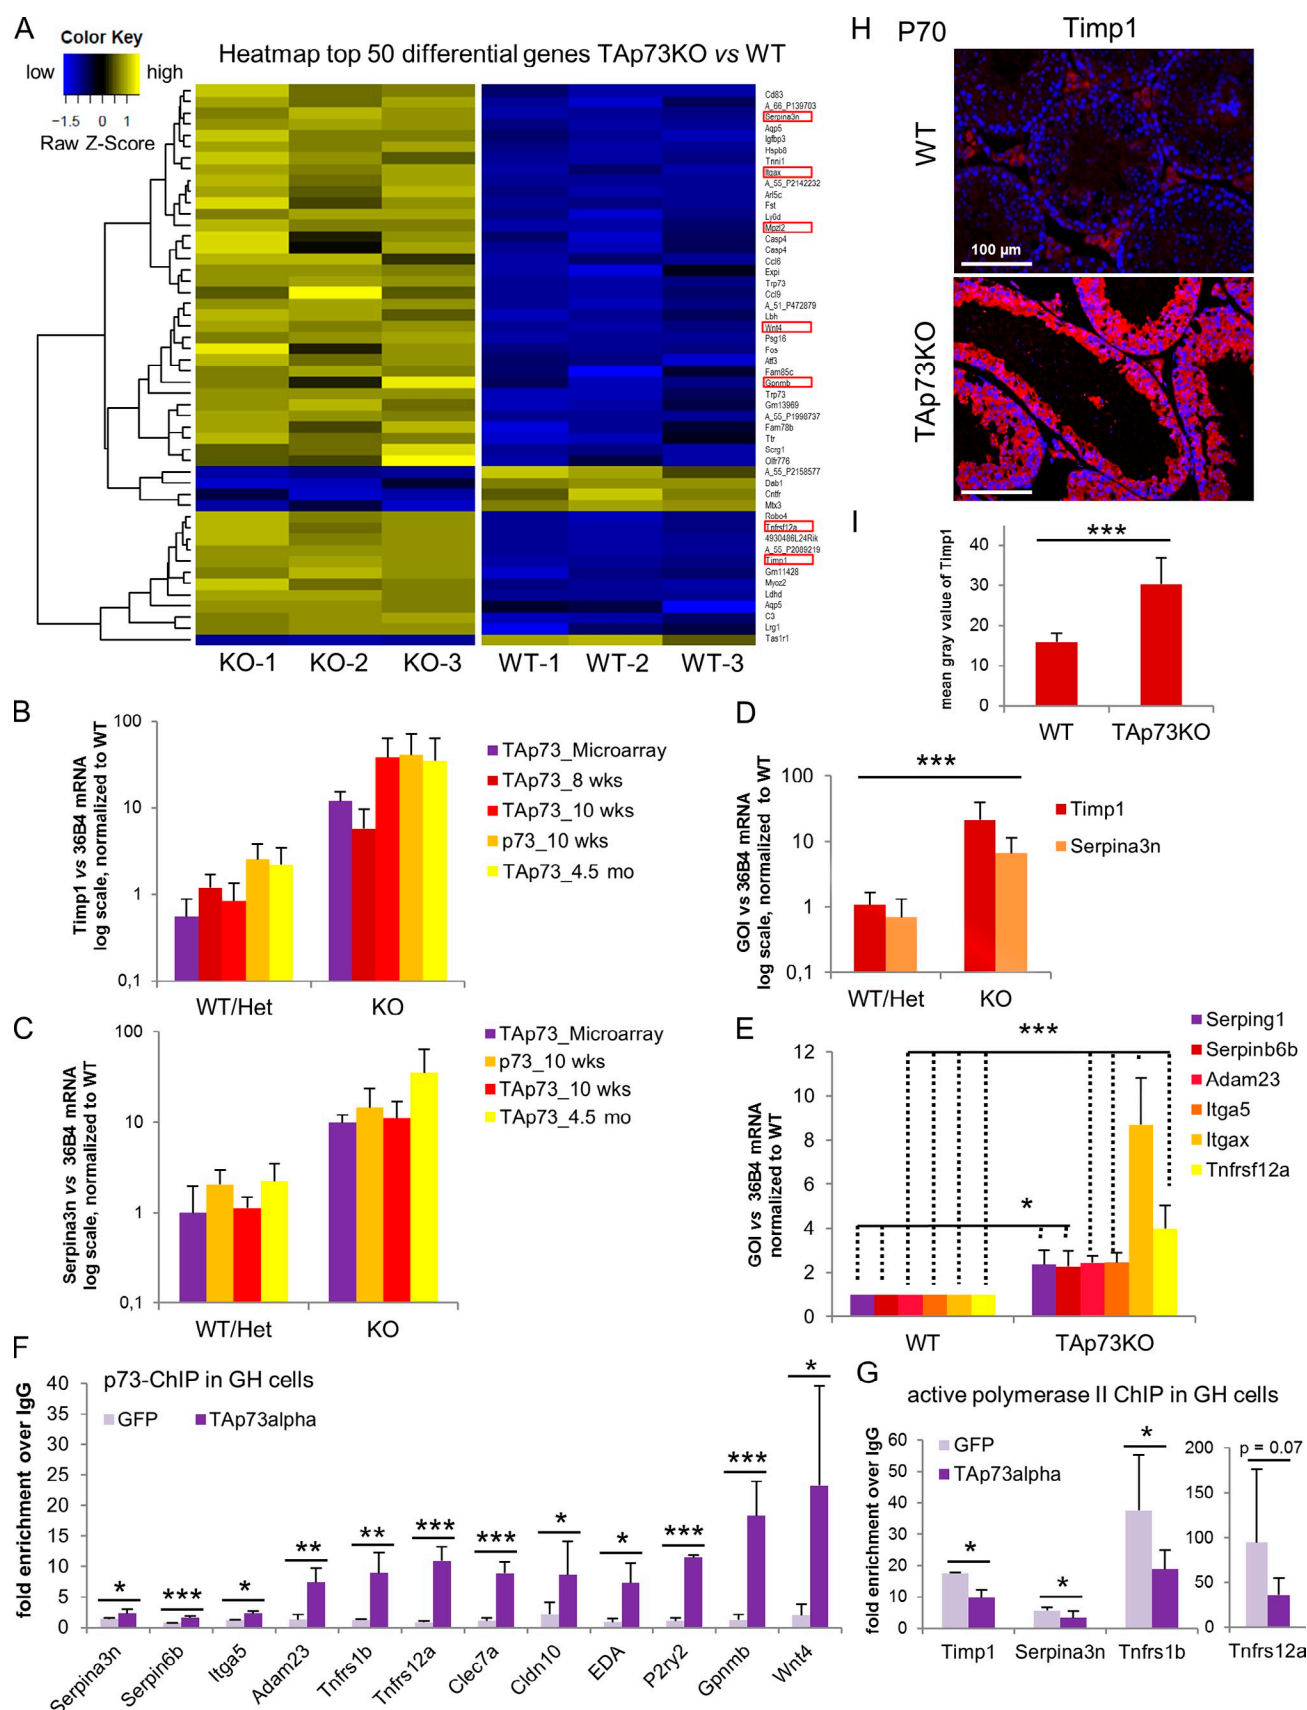 A
Color Key
low
high
−1.5 0 1
Raw Z-Score
Heatmap top 50 differential genes TAp73KO vs WT
Cd83
A_66_P139703
Serpina3n
Aqp5
Igfbp3
Hspb8
Tnni1
Itgax
A_55_P2142232
Arl5c
Fst
Ly6d
Mpzl2
Casp4
Casp4
Ccl6
Expi
Trp73
Ccl9
A_51_P472879
Lbh
Wnt4
Psg16
Fos
Atf3
Fam85c
Gpnmb
Trp73
Gm13969
A_55_P1998737
Fam78b
Ttr
Scrg1
Olfr776
A_55_P2158577
Dab1
Cntfr
Mtx3
Robo4
Tnfrsf12a
4930486L24Rik
A_55_P2089219
Timp1
Gm11428
Myoz2
Ldhd
Aqp5
C3
Lrg1
Tas1r1
KO-1 KO-2 KO-3 WT-1 WT-2 WT-3
H
P70
Timp1
WT
100 µm
TAp73KO
I
mean gray value of Timp1
40
30
20
10
0
***
WT TAp73KO
B
Timp1 vs 36B4 mRNA
log scale, normalized to WT
100
10
1
0,1
WT/Het KO
TAp73_Microarray
TAp73_8 wks
TAp73_10 wks
p73_10 wks
TAp73_4.5 mo
D
GOI vs 36B4 mRNA
log scale, normalized to WT
100
10
1
0,1
***
WT/Het KO
Timp1
Serpina3n
C
Serpina3n vs 36B4 mRNA
log scale, normalized to WT
100
10
1
0,1
WT/Het KO
TAp73_Microarray
p73_10 wks
TAp73_10 wks
TAp73_4.5 mo
E
GOI vs 36B4 mRNA
normalized to WT
12
10
8
6
4
2
0
***
*
WT TAp73KO
Serping1
Serpinb6b
Adam23
Itga5
Itgax
Tnfrsf12a
F
p73-ChIP in GH cells
GFP TAp73alpha
fold enrichment over IgG
40
35
30
25
20
15
10
5
0
* *** * ** ** *** *** * * *** *** *
Serpina3n Serpin6b Itga5 Adam23 Tnfrs1b Tnfrs12a Clec7a Cldn10 EDA P2ry2 Gpnmb Wnt4
G
active polymerase II ChIP in GH cells
GFP
TAp73alpha
fold enrichment over IgG
60
50
40
30
20
10
0
* * *
Timp1 Serpina3n Tnfrs1b
200
150
100
50
0
p = 0.07
Tnfrs12a